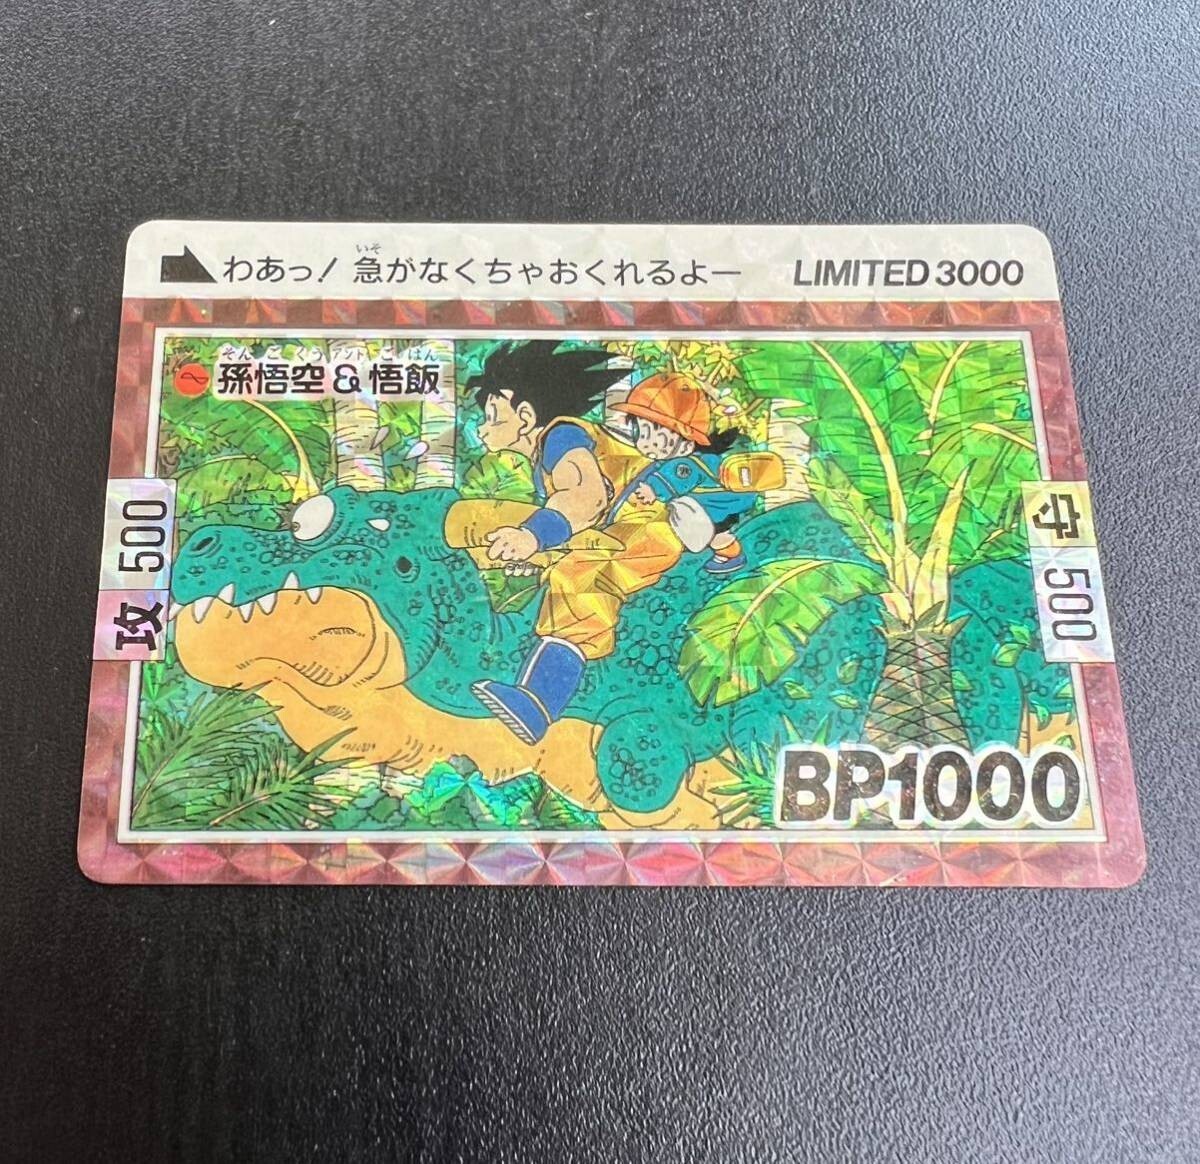 わあっ! 急がなくちゃおくれるよー LIMITED 3000
いそ
そんごくうアンドごはん
孫悟空&悟飯
攻 500
守 500
BP1000